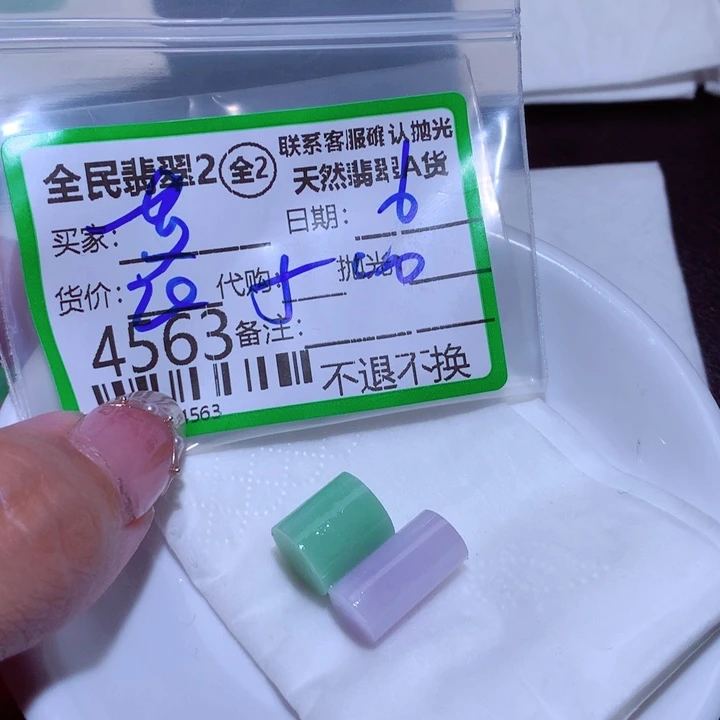 全民翡翠2 全2 联系客服确认抛光
天然翡翠A货
买家: 日期: 6
货价: 代购: 抛光
4563 备注:
4563 不退不换